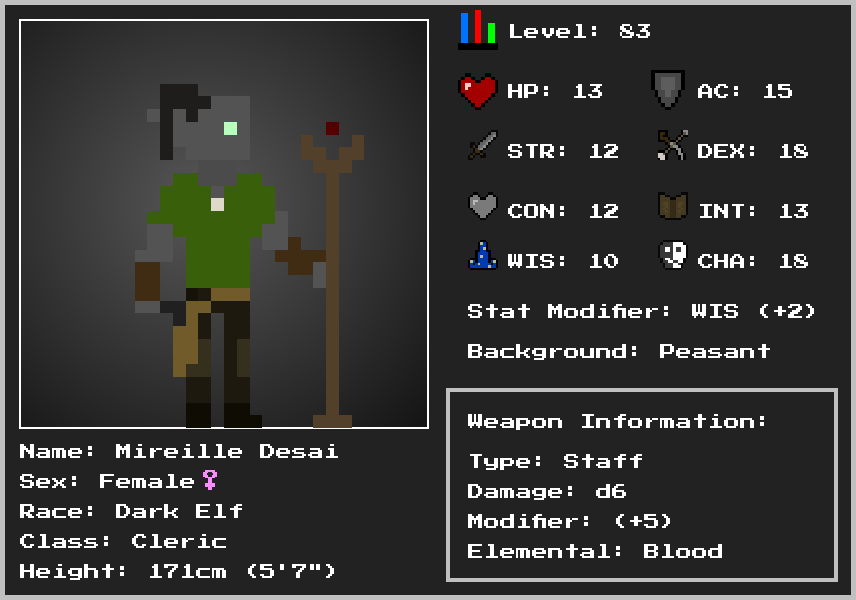 Level: 83
HP: 13
AC: 15
STR: 12
DEX: 18
CON: 12
INT: 13
WIS: 10
CHA: 18
Stat Modifier: WIS (+2)
Background: Peasant
Weapon Information:
Type: Staff
Damage: d6
Modifier: (+5)
Elemental: Blood
Name: Mireille Desai
Sex: Female♀
Race: Dark Elf
Class: Cleric
Height: 171cm (5'7")